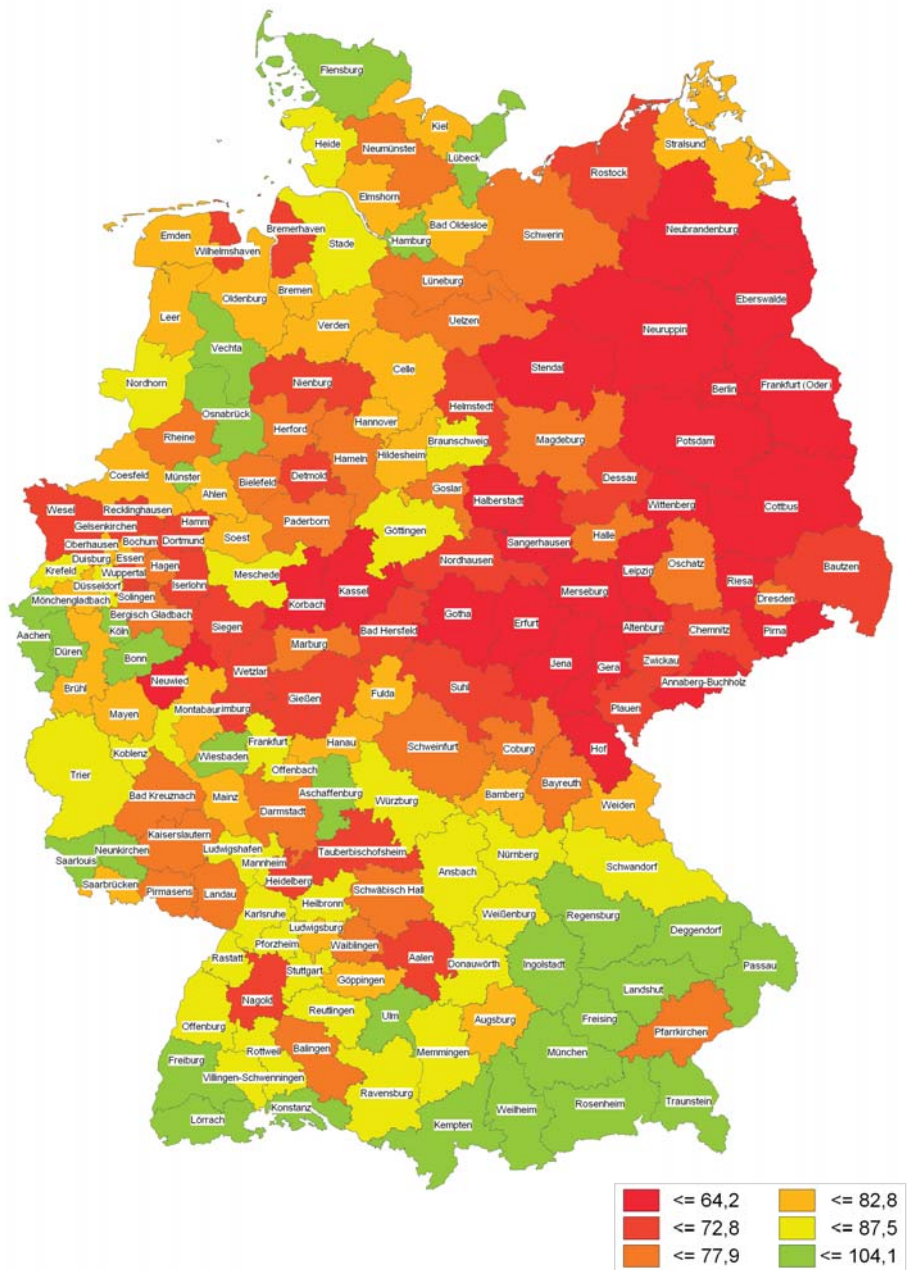 Flensburg
Kiel
Heide
Neumünster
Lübeck
Stralsund
Rostock
Elmshorn
Bad Oldesloe
Bremerhaven
Emden
Wilhelmshaven
Stade
Hamburg
Schwerin
Neubrandenburg
Lüneburg
Eberswalde
Bremen
Oldenburg
Leer
Uelzen
Verden
Neuruppin
Vechta
Celle
Stendal
Nordhorn
Nienburg
Berlin
Frankfurt (Oder)
Helmstedt
Osnabrück
Hannover
Herford
Rheine
Braunschweig
Magdeburg
Potsdam
Hildesheim
Hameln
Coesfeld
Münster
Bielefeld
Detmold
Dessau
Ahlen
Goslar
Halberstadt
Wittenberg
Cottbus
Wesel
Recklinghausen
Paderborn
Gelsenkirchen
Hamm
Göttingen
Soest
Halle
Oberhausen
Bochum
Dortmund
Sangerhausen
Duisburg
Essen
Nordhausen
Oschatz
Bautzen
Hagen
Krefeld
Wuppertal
Meschede
Leipzig
Riesa
Düsseldorf
Iserlohn
Kassel
Merseburg
Solingen
Mönchengladbach
Korbach
Dresden
Bergisch Gladbach
Gotha
Erfurt
Altenburg
Chemnitz
Köln
Siegen
Bad Hersfeld
Pirna
Aachen
Marburg
Düren
Bonn
Jena
Gera
Zwickau
Wetzlar
Neuwied
Annaberg-Buchholz
Brühl
Suhl
Fulda
Gießen
Plauen
Montabaur
imburg
Mayen
Hof
Frankfurt
Hanau
Schweinfurt
Coburg
Koblenz
Wiesbaden
Trier
Offenbach
Bayreuth
Aschaffenburg
Bamberg
Bad Kreuznach
Mainz
Würzburg
Weiden
Darmstadt
Kaiserslautern
Neunkirchen
Ludwigshafen
Tauberbischofsheim
Nürnberg
Saarlouis
Mannheim
Schwandorf
Ansbach
Saarbrücken
Heidelberg
Pirmasens
Landau
Schwäbisch Hall
Heilbronn
Karlsruhe
Weißenburg
Regensburg
Ludwigsburg
Deggendorf
Pforzheim
Waiblingen
Rastatt
Aalen
Donauwörth
Ingolstadt
Passau
Stuttgart
Göppingen
Landshut
Nagold
Reutlingen
Ulm
Freising
Augsburg
Offenburg
Pfarrkirchen
Balingen
Rottweil
Memmingen
München
Freiburg
Villingen-Schwenningen
Ravensburg
Traunstein
Rosenheim
Konstanz
Weilheim
Lörrach
Kempten
<= 64,2
<= 82,8
<= 72,8
<= 87,5
<= 77,9
<= 104,1